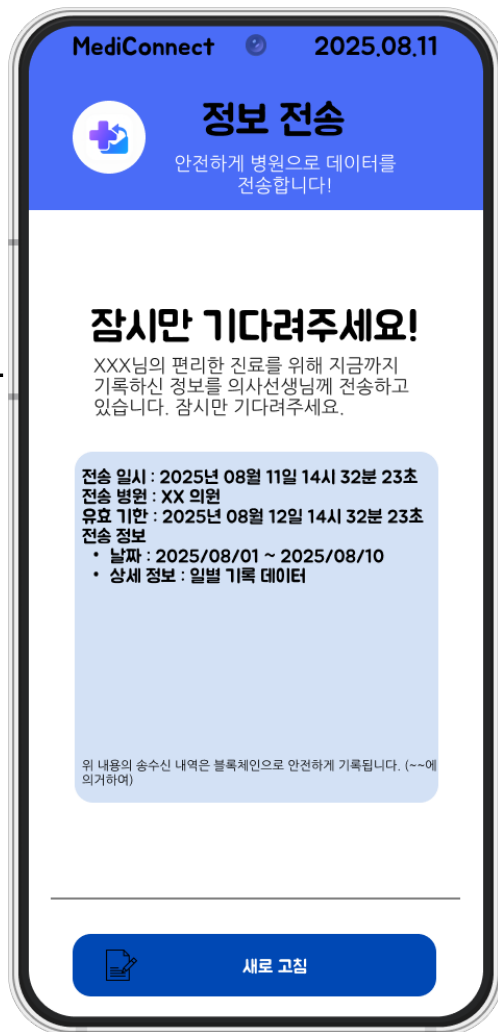 MediConnect 2025.08.11
정보 전송
안전하게 병원으로 데이터를
전송합니다!
잠시만 기다려주세요!
XXX님의 편리한 진료를 위해 지금까지
기록하신 정보를 의사선생님께 전송하고
있습니다. 잠시만 기다려주세요.
전송 일시 : 2025년 08월 11일 14시 32분 23초
전송 병원 : XX 의원
유효 기한 : 2025년 08월 12일 14시 32분 23초
전송 정보
• 날짜 : 2025/08/01 ~ 2025/08/10
• 상세 정보 : 일별 기록 데이터
위 내용의 송수신 내역은 블록체인으로 안전하게 기록됩니다. (~~에
의거하여)
새로 고침